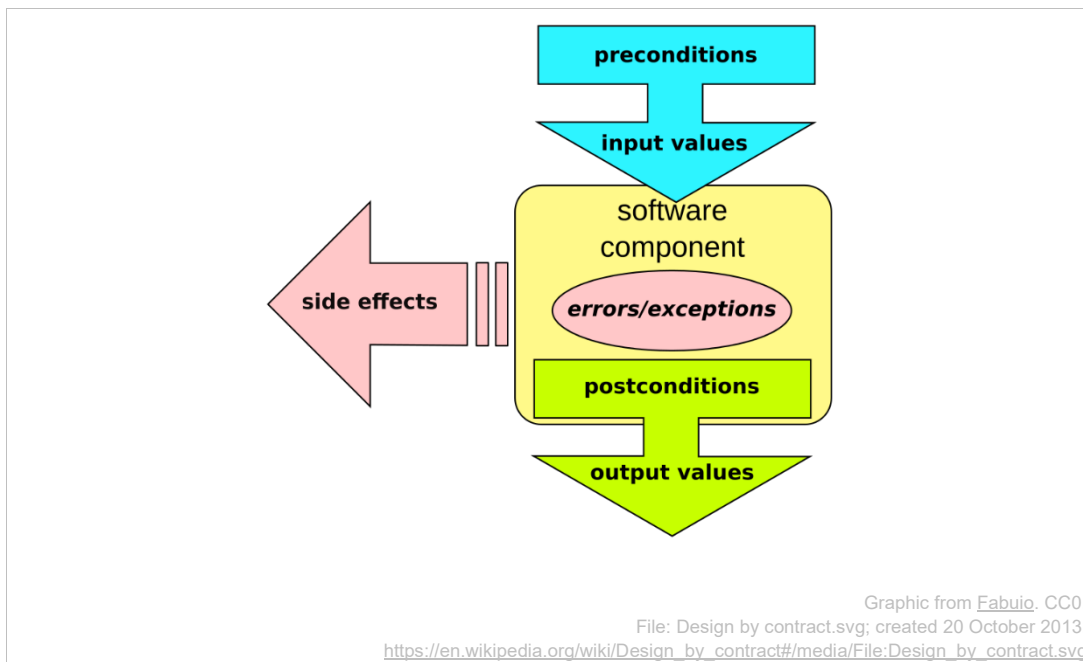 preconditions
input values
software
component
side effects
errors/exceptions
postconditions
output values
Graphic from Fabuio. CC0
File: Design by contract.svg; created 20 October 2013
https://en.wikipedia.org/wiki/Design_by_contract#/media/File:Design_by_contract.svg